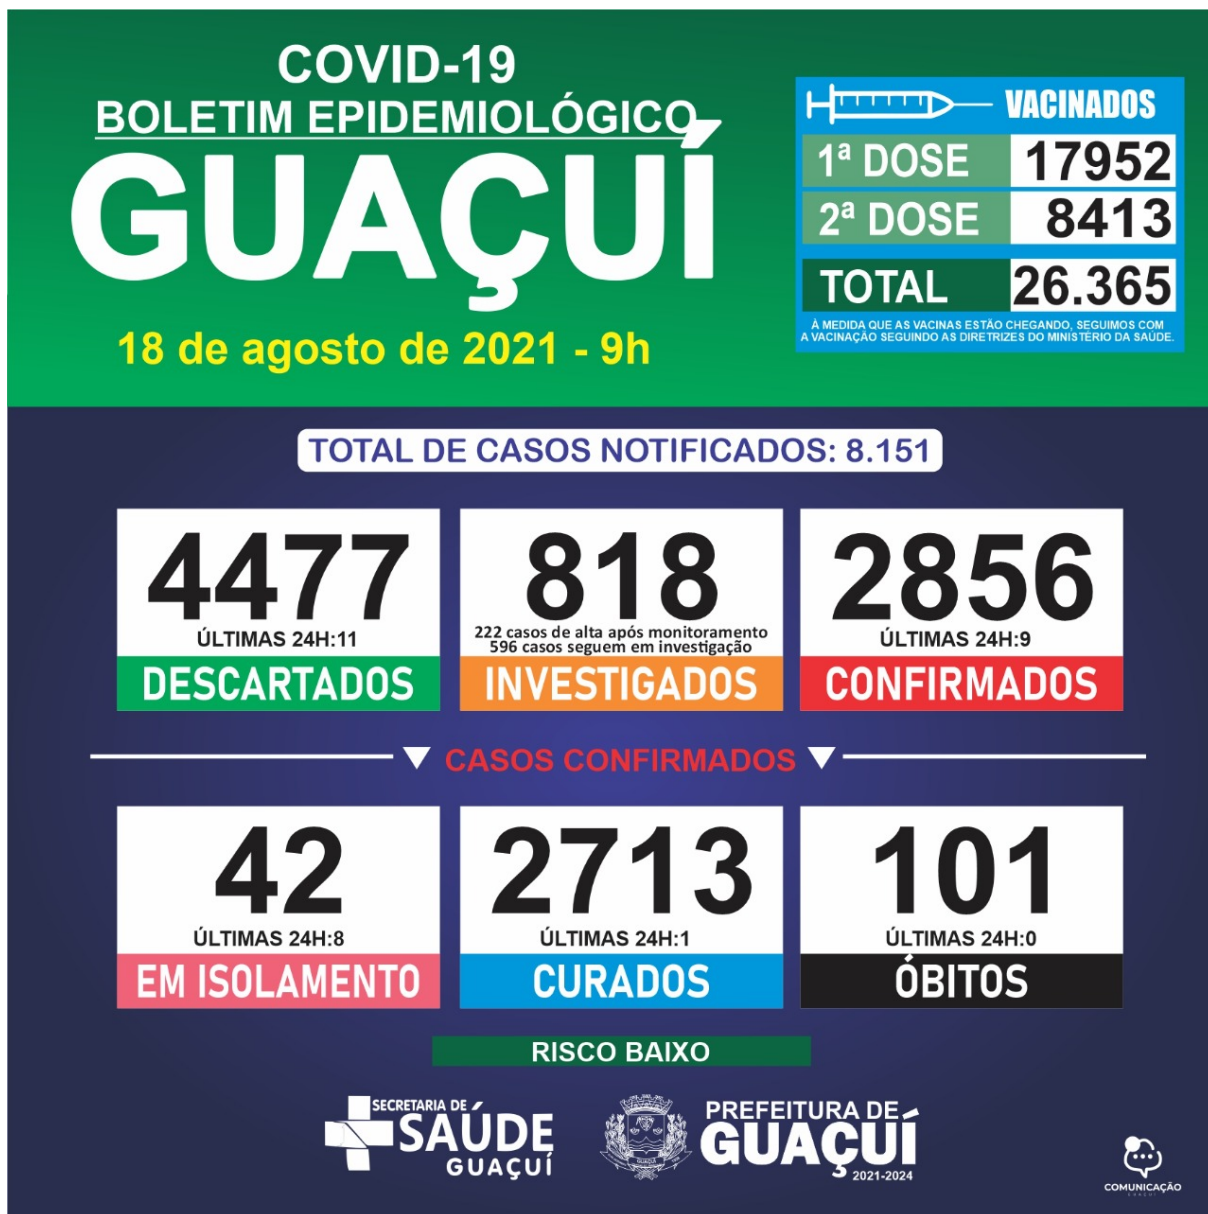 COVID-19
BOLETIM EPIDEMIOLÓGICO
GUAÇUÍ
18 de agosto de 2021 - 9h
VACINADOS
1ª DOSE 17952
2ª DOSE 8413
TOTAL 26.365
À MEDIDA QUE AS VACINAS ESTÃO CHEGANDO, SEGUIMOS COM
A VACINAÇÃO SEGUINDO AS DIRETRIZES DO MINISTÉRIO DA SAÚDE.
TOTAL DE CASOS NOTIFICADOS: 8.151
4477
ÚLTIMAS 24H:11
DESCARTADOS
818
222 casos de alta após monitoramento
596 casos seguem em investigação
INVESTIGADOS
2856
ÚLTIMAS 24H:9
CONFIRMADOS
CASOS CONFIRMADOS
42
ÚLTIMAS 24H:8
EM ISOLAMENTO
2713
ÚLTIMAS 24H:1
CURADOS
101
ÚLTIMAS 24H:0
ÓBITOS
RISCO BAIXO
SECRETARIA DE
SAÚDE
GUAÇUÍ
PREFEITURA DE
GUAÇUÍ
2021-2024
COMUNICAÇÃO